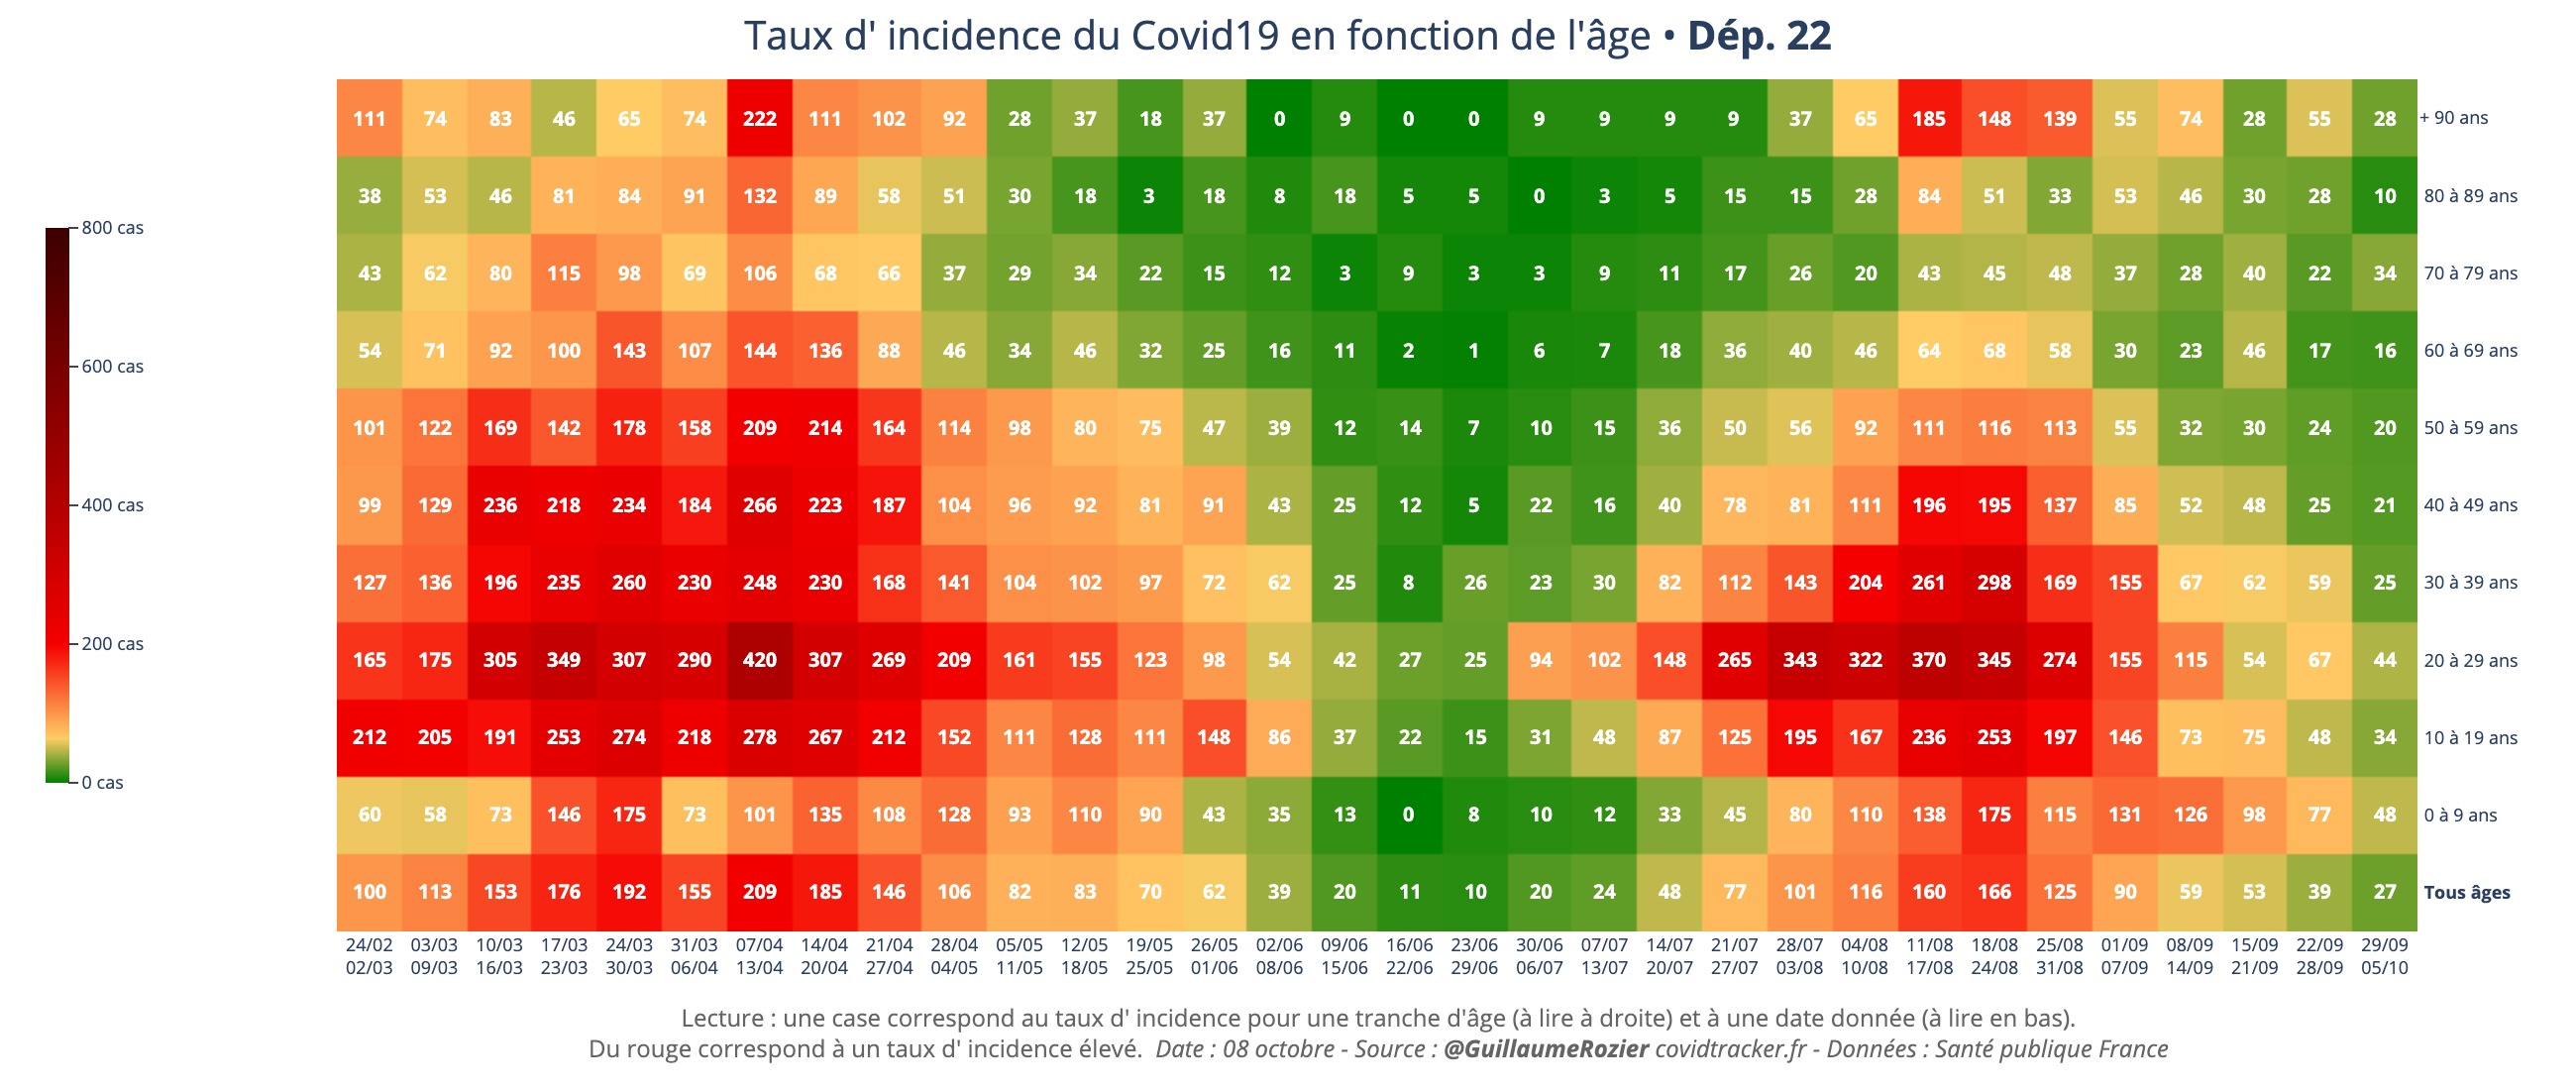 Taux d' incidence du Covid19 en fonction de l'âge • Dép. 22
800 cas
600 cas
400 cas
200 cas
0 cas
111 74 83 46 65 74 222 111 102 92 28 37 18 37 0 9 0 0 9 9 9 9 37 65 185 148 139 55 74 28 55 28 + 90 ans
38 53 46 81 84 91 132 89 58 51 30 18 3 18 8 18 5 5 0 3 5 15 15 28 84 51 33 53 46 30 28 10 80 à 89 ans
43 62 80 115 98 69 106 68 66 37 29 34 22 15 12 3 9 3 3 9 11 17 26 20 43 45 48 37 28 40 22 34 70 à 79 ans
54 71 92 100 143 107 144 136 88 46 34 46 32 25 16 11 2 1 6 7 18 36 40 46 64 68 58 30 23 46 17 16 60 à 69 ans
101 122 169 142 178 158 209 214 164 114 98 80 75 47 39 12 14 7 10 15 36 50 56 92 111 116 113 55 32 30 24 20 50 à 59 ans
99 129 236 218 234 184 266 223 187 104 96 92 81 91 43 25 12 5 22 16 40 78 81 111 196 195 137 85 52 48 25 21 40 à 49 ans
127 136 196 235 260 230 248 230 168 141 104 102 97 72 62 25 8 26 23 30 82 112 143 204 261 298 169 155 67 62 59 25 30 à 39 ans
165 175 305 349 307 290 420 307 269 209 161 155 123 98 54 42 27 25 94 102 148 265 343 322 370 345 274 155 115 54 67 44 20 à 29 ans
212 205 191 253 274 218 278 267 212 152 111 128 111 148 86 37 22 15 31 48 87 125 195 167 236 253 197 146 73 75 48 34 10 à 19 ans
60 58 73 146 175 73 101 135 108 128 93 110 90 43 35 13 0 8 10 12 33 45 80 110 138 175 115 131 126 98 77 48 0 à 9 ans
100 113 153 176 192 155 209 185 146 106 82 83 70 62 39 20 11 10 20 24 48 77 101 116 160 166 125 90 59 53 39 27 Tous âges
24/02 03/03 10/03 17/03 24/03 31/03 07/04 14/04 21/04 28/04 05/05 12/05 19/05 26/05 02/06 09/06 16/06 23/06 30/06 07/07 14/07 21/07 28/07 04/08 11/08 18/08 25/08 01/09 08/09 15/09 22/09 29/09
02/03 09/03 16/03 23/03 30/03 06/04 13/04 20/04 27/04 04/05 11/05 18/05 25/05 01/06 08/06 15/06 22/06 29/06 06/07 13/07 20/07 27/07 03/08 10/08 17/08 24/08 31/08 07/09 14/09 21/09 28/09 05/10
Lecture : une case correspond au taux d' incidence pour une tranche d'âge (à lire à droite) et à une date donnée (à lire en bas).
Du rouge correspond à un taux d' incidence élevé. Date : 08 octobre - Source : @GuillaumeRozier covidtracker.fr - Données : Santé publique France